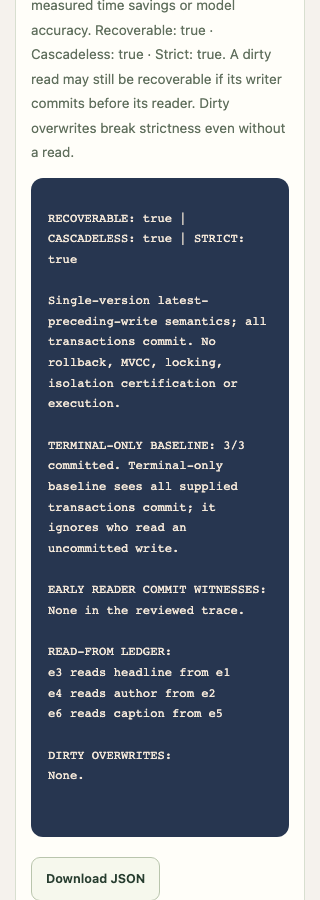 measured time savings or model
accuracy. Recoverable: true ·
Cascadeless: true · Strict: true. A dirty
read may still be recoverable if its writer
commits before its reader. Dirty
overwrites break strictness even without
a read.
RECOVERABLE: true |
CASCADELESS: true | STRICT:
true
Single-version latest-
preceding-write semantics; all
transactions commit. No
rollback, MVCC, locking,
isolation certification or
execution.
TERMINAL-ONLY BASELINE: 3/3
committed. Terminal-only
baseline sees all supplied
transactions commit; it
ignores who read an
uncommitted write.
EARLY READER COMMIT WITNESSES:
None in the reviewed trace.
READ-FROM LEDGER:
e3 reads headline from e1
e4 reads author from e2
e6 reads caption from e5
DIRTY OVERWRITES:
None.
Download JSON